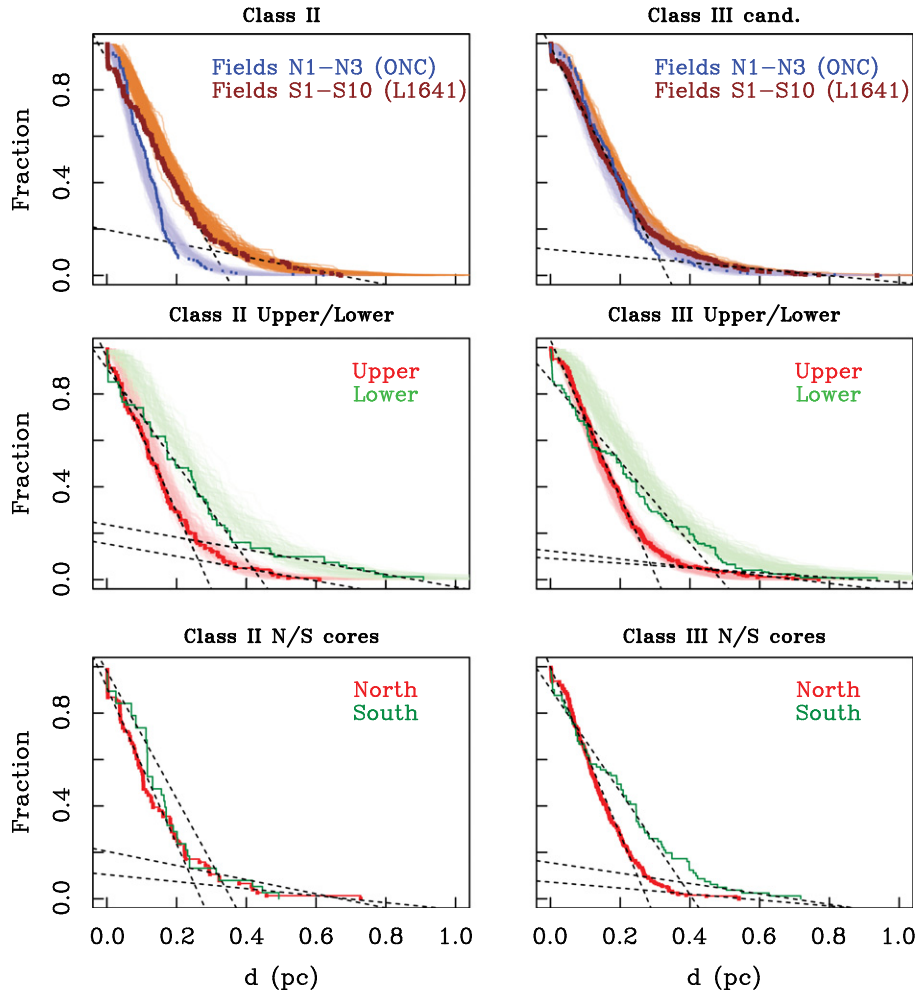 Class II
Class III cand.
Fields N1−N3 (ONC)
Fields S1−S10 (L1641)
Fields N1−N3 (ONC)
Fields S1−S10 (L1641)
Fraction
0.0 0.4 0.8
Class II Upper/Lower
Class III Upper/Lower
Upper
Lower
Upper
Lower
Fraction
0.0 0.4 0.8
Class II N/S cores
Class III N/S cores
North
South
North
South
Fraction
0.0 0.4 0.8
0.0 0.2 0.4 0.6 0.8 1.0
0.0 0.2 0.4 0.6 0.8 1.0
d (pc)
d (pc)